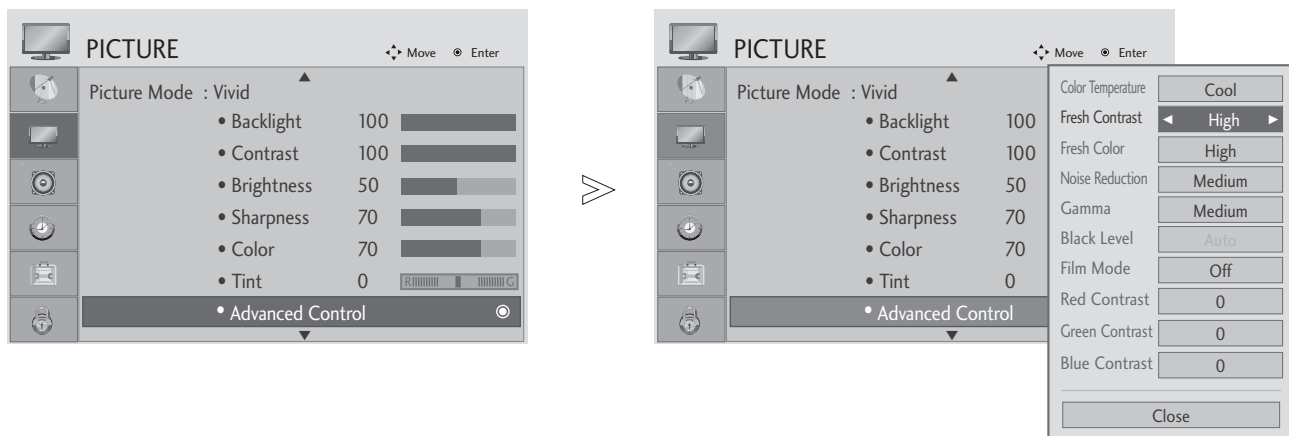 PICTURE Move Enter
Picture Mode : Vivid
• Backlight 100
• Contrast 100
• Brightness 50
• Sharpness 70
• Color 70
• Tint 0 R G
• Advanced Control
PICTURE Move Enter
Picture Mode : Vivid
• Backlight 100
• Contrast 100
• Brightness 50
• Sharpness 70
• Color 70
• Tint 0
• Advanced Control
Color Temperature Cool
Fresh Contrast ◄ High ►
Fresh Color High
Noise Reduction Medium
Gamma Medium
Black Level Auto
Film Mode Off
Red Contrast 0
Green Contrast 0
Blue Contrast 0
Close